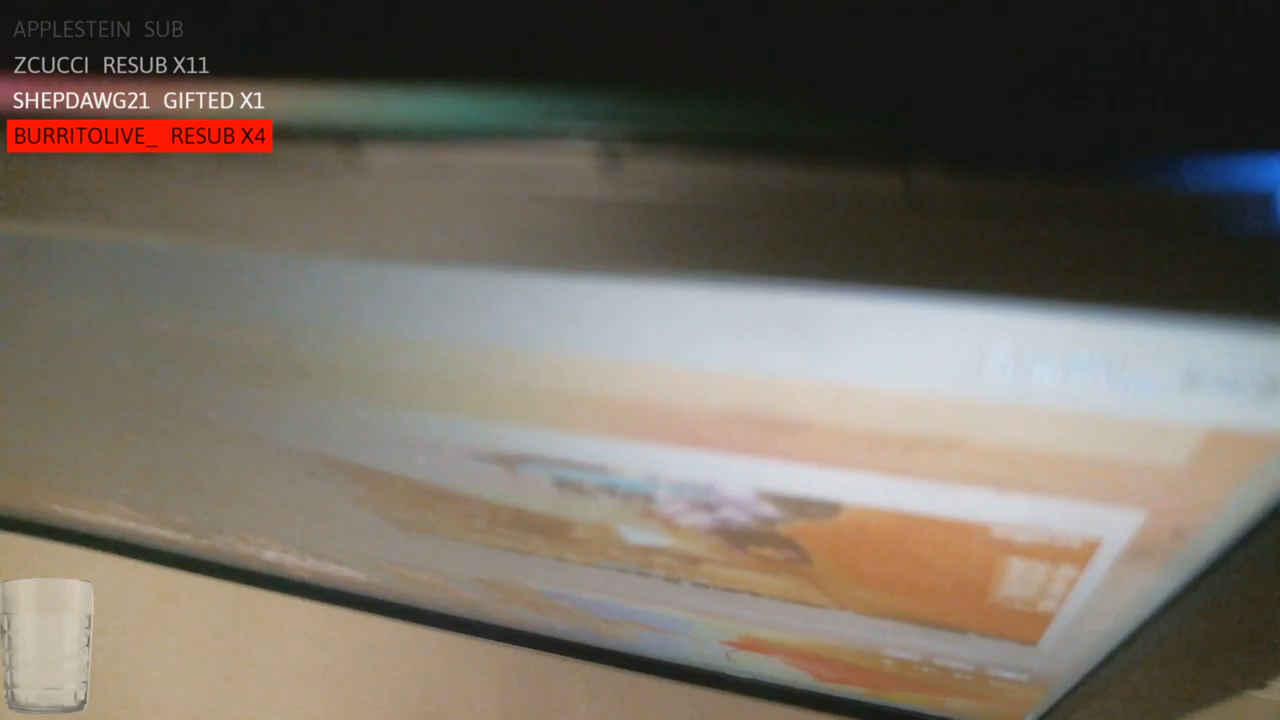 APPLESTEIN SUB
ZCUCCI RESUB X11
SHEPDAWG21 GIFTED X1
BURRITOLIVE_ RESUB X4